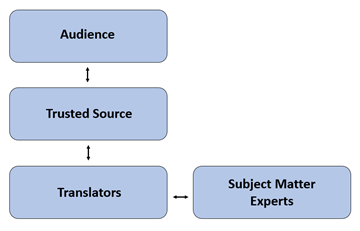 Audience
Trusted Source
Translators
Subject Matter
Experts